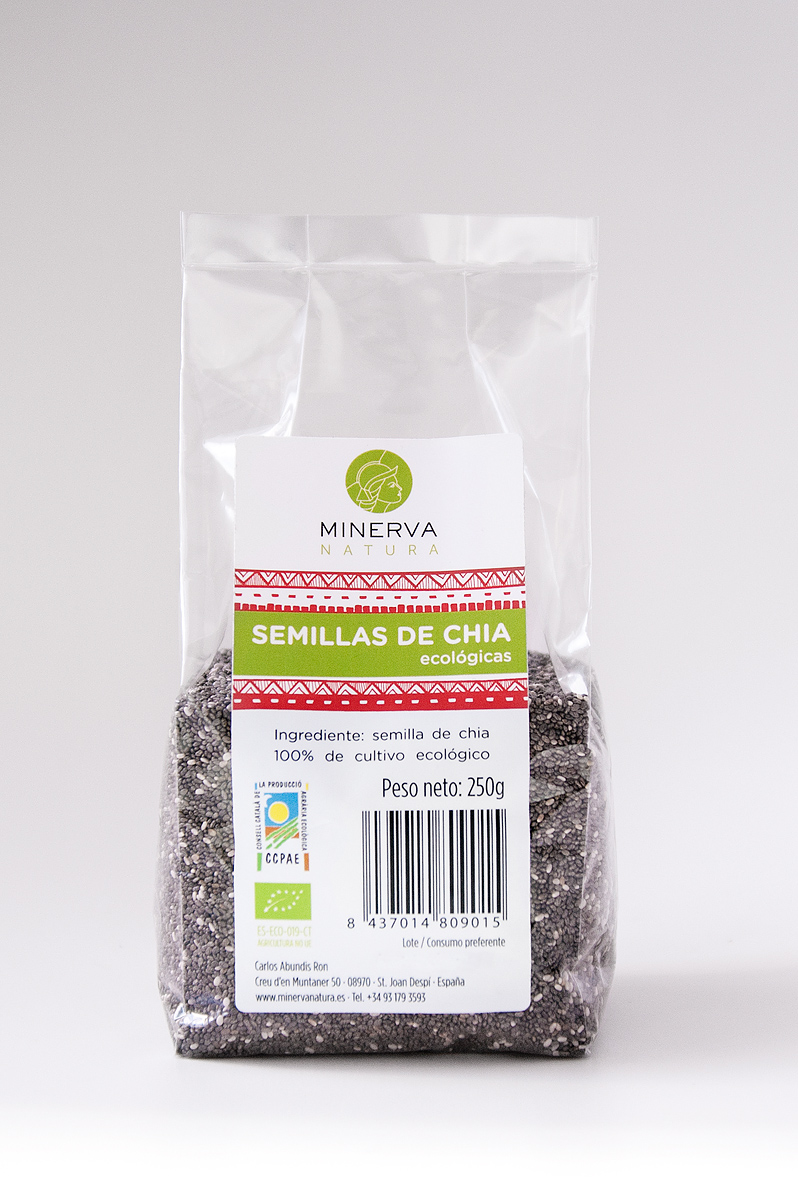 MINERVA
NATURA
SEMILLAS DE CHIA
ecológicas
Ingrediente: semilla de chia
100% de cultivo ecológico
Peso neto: 250g
CONSELL CATALÀ DE LA PRODUCCIÓ AGRÀRIA ECOLÒGICA
CCPAE
ES-ECO-019-CT
AGRICULTURA NO UE
8 437014 809015
Lote / Consumo preferente
Carlos Abundis Ron
Creu d'en Muntaner 50 · 08970 · St. Joan Despí · España
www.minervanatura.es · Tel. +34 93 179 3593